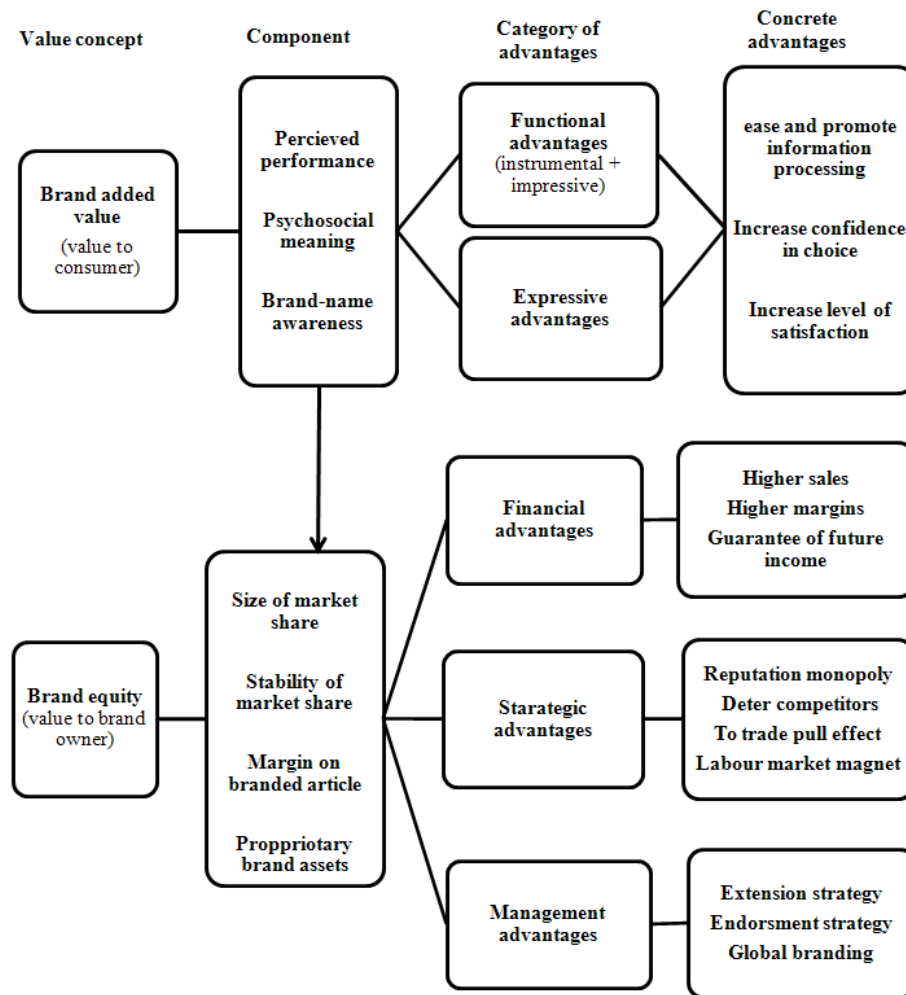 Value concept
Component
Category of
advantages
Concrete
advantages
Brand added
value
(value to
consumer)
Percieved
performance
Psychosocial
meaning
Brand-name
awareness
Functional
advantages
(instrumental +
impressive)
Expressive
advantages
ease and promote
information
processing
Increase confidence
in choice
Increase level of
satisfaction
Brand equity
(value to brand
owner)
Size of market
share
Stability of
market share
Margin on
branded article
Proppriotary
brand assets
Financial
advantages
Higher sales
Higher margins
Guarantee of future
income
Starategic
advantages
Reputation monopoly
Deter competitors
To trade pull effect
Labour market magnet
Management
advantages
Extension strategy
Endorsment strategy
Global branding